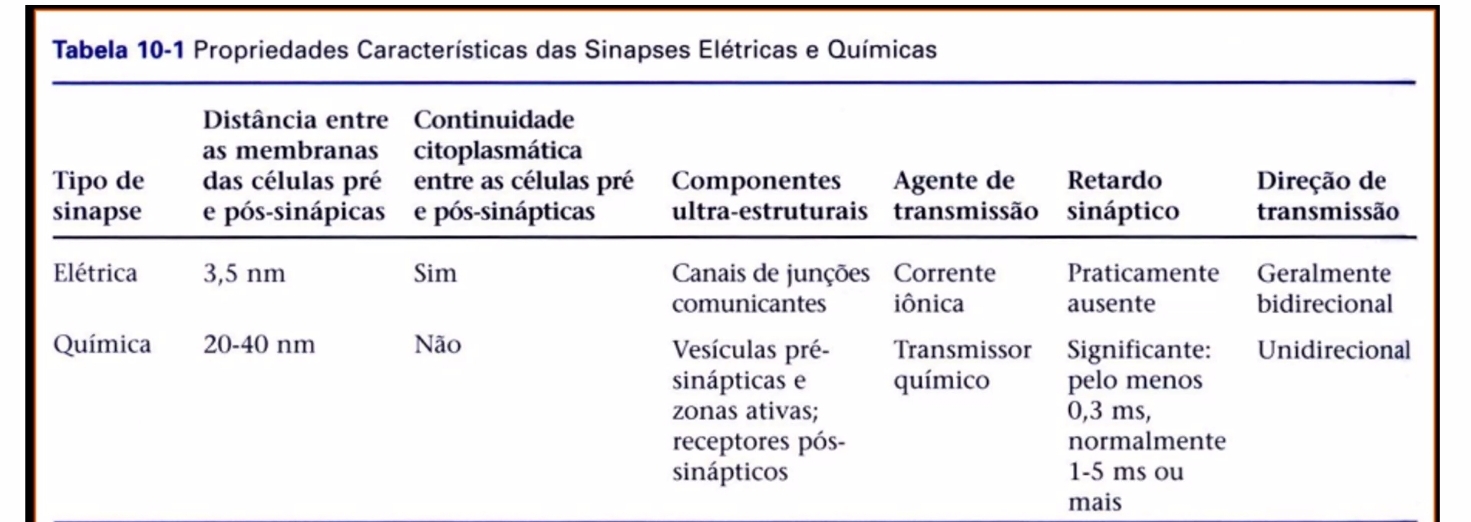 Tabela 10-1 Propriedades Características das Sinapses Elétricas e Químicas
Tipo de
sinapse
Distância entre
as membranas
das células pré
e pós-sinápicas
Continuidade
citoplasmática
entre as células pré
e pós-sinápticas
Componentes
ultra-estruturais
Agente de
transmissão
Retardo
sináptico
Direção de
transmissão
Elétrica
3,5 nm
Sim
Canais de junções
comunicantes
Corrente
iônica
Praticamente
ausente
Geralmente
bidirecional
Química
20-40 nm
Não
Vesículas pré-
sinápticas e
zonas ativas;
receptores pós-
sinápticos
Transmissor
químico
Significante:
pelo menos
0,3 ms,
normalmente
1-5 ms ou
mais
Unidirecional